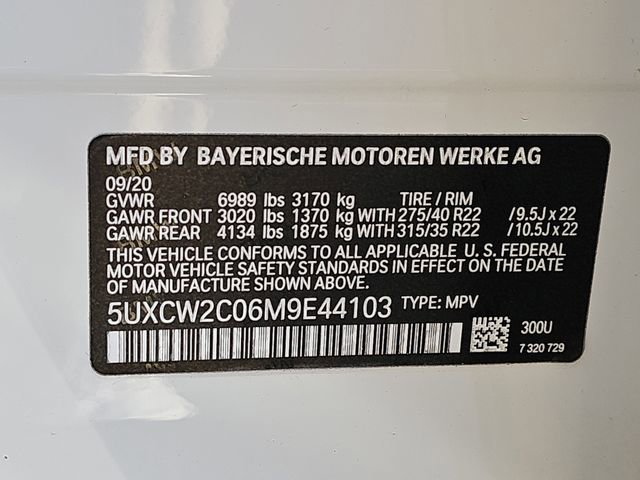 MFD BY BAYERISCHE MOTOREN WERKE AG
09/20
GVWR 6989 lbs 3170 kg TIRE / RIM
GAWR FRONT 3020 lbs 1370 kg WITH 275/40 R22 / 9.5J x 22
GAWR REAR 4134 lbs 1875 kg WITH 315/35 R22 / 10.5J x 22
THIS VEHICLE CONFORMS TO ALL APPLICABLE U. S. FEDERAL
MOTOR VEHICLE SAFETY STANDARDS IN EFFECT ON THE DATE
OF MANUFACTURE SHOWN ABOVE.
5UXCW2C06M9E44103 TYPE: MPV
300U
7 320 729